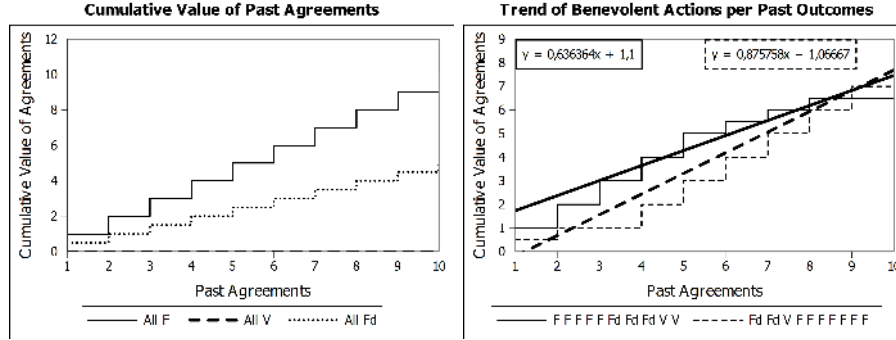 Cumulative Value of Past Agreements
Cumulative Value of Agreements
12
10
8
6
4
2
0
1 2 3 4 5 6 7 8 9 10
Past Agreements
All F All V All Fd
Trend of Benevolent Actions per Past Outcomes
y = 0,636364x + 1,1
y = 0,875758x − 1,06667
Cumulative Value of Agreements
9
8
7
6
5
4
3
2
1
0
1 2 3 4 5 6 7 8 9 10
Past Agreements
F F F F F Fd Fd Fd V V Fd Fd V F F F F F F F